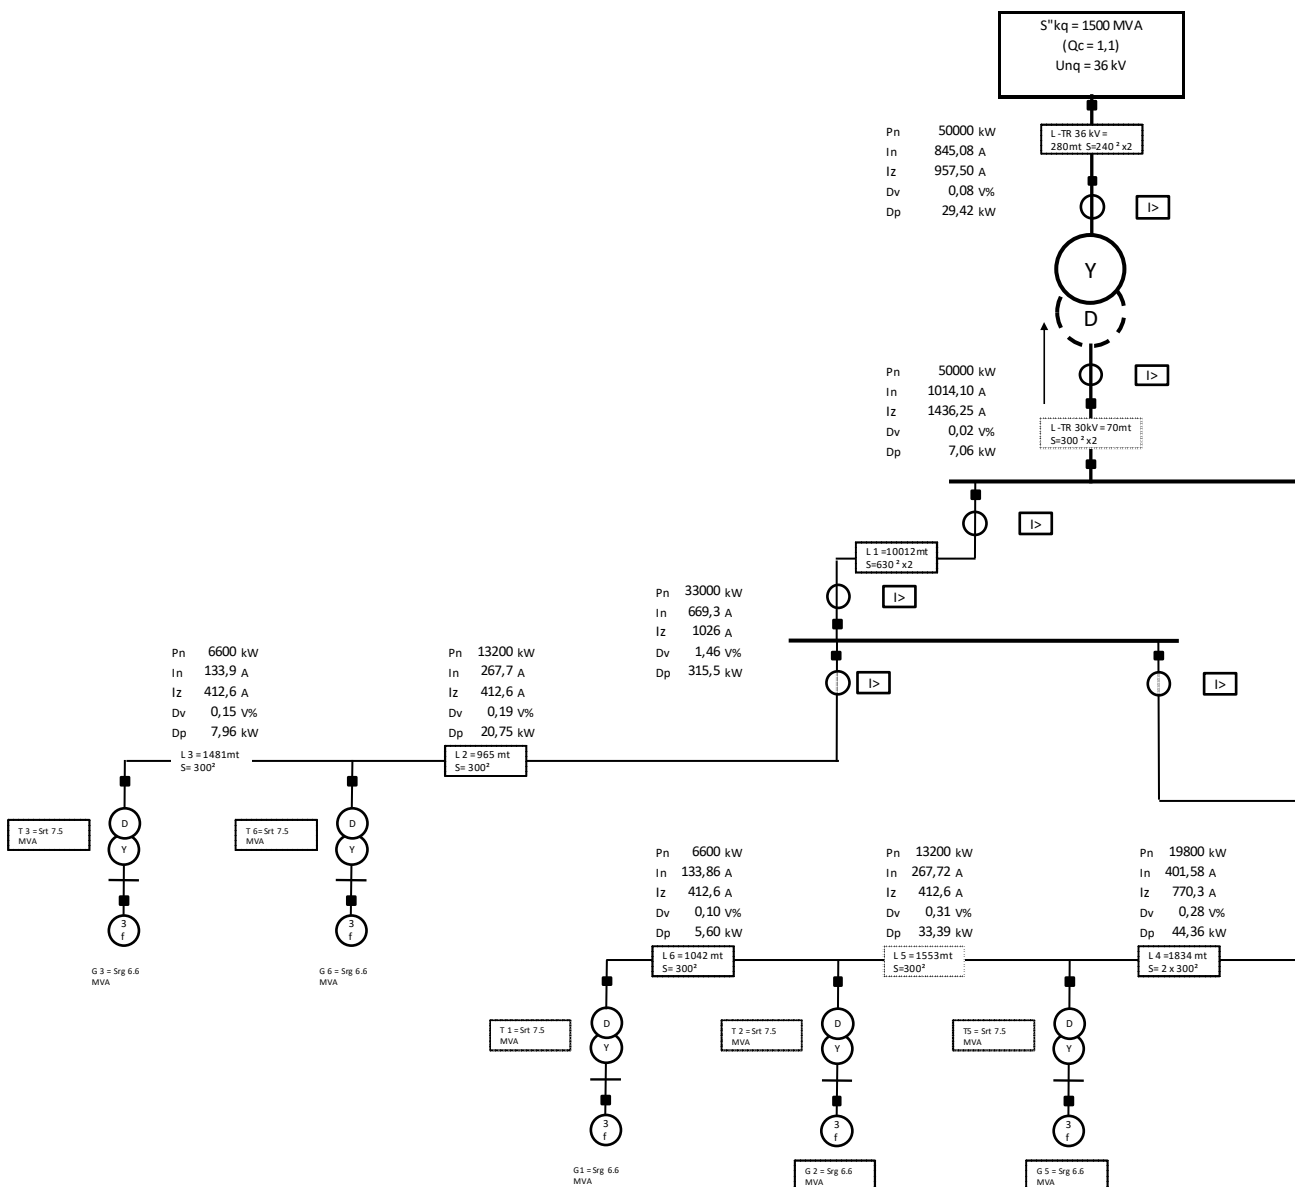 S"kq = 1500 MVA
(Qc = 1,1)
Unq = 36 kV
Pn 50000 kW
In 845,08 A
Iz 957,50 A
Dv 0,08 V%
Dp 29,42 kW
L -TR 36 kV =
280mt S=240 ² x2
I>
Y
D
I>
Pn 50000 kW
In 1014,10 A
Iz 1436,25 A
Dv 0,02 V%
Dp 7,06 kW
L -TR 30kV = 70mt
S=300 ² x2
I>
L 1 =10012mt
S=630 ² x2
I>
Pn 33000 kW
In 669,3 A
Iz 1026 A
Dv 1,46 V%
Dp 315,5 kW
I>
I>
Pn 6600 kW
In 133,9 A
Iz 412,6 A
Dv 0,15 V%
Dp 7,96 kW
L 3 = 1481mt
S= 300²
Pn 13200 kW
In 267,7 A
Iz 412,6 A
Dv 0,19 V%
Dp 20,75 kW
L 2 = 965 mt
S= 300²
T 3 = Srt 7.5
MVA
D
Y
3
f
G 3 = Srg 6.6
MVA
T 6= Srt 7.5
MVA
D
Y
3
f
G 6 = Srg 6.6
MVA
Pn 6600 kW
In 133,86 A
Iz 412,6 A
Dv 0,10 V%
Dp 5,60 kW
L 6 = 1042 mt
S= 300²
Pn 13200 kW
In 267,72 A
Iz 412,6 A
Dv 0,31 V%
Dp 33,39 kW
L 5 = 1553mt
S=300²
Pn 19800 kW
In 401,58 A
Iz 770,3 A
Dv 0,28 V%
Dp 44,36 kW
L 4 =1834 mt
S= 2 x 300²
T 1 = Srt 7.5
MVA
D
Y
3
f
G1 = Srg 6.6
MVA
T 2 = Srt 7.5
MVA
D
Y
3
f
G 2 = Srg 6.6
MVA
T5 = Srt 7.5
MVA
D
Y
3
f
G 5 = Srg 6.6
MVA